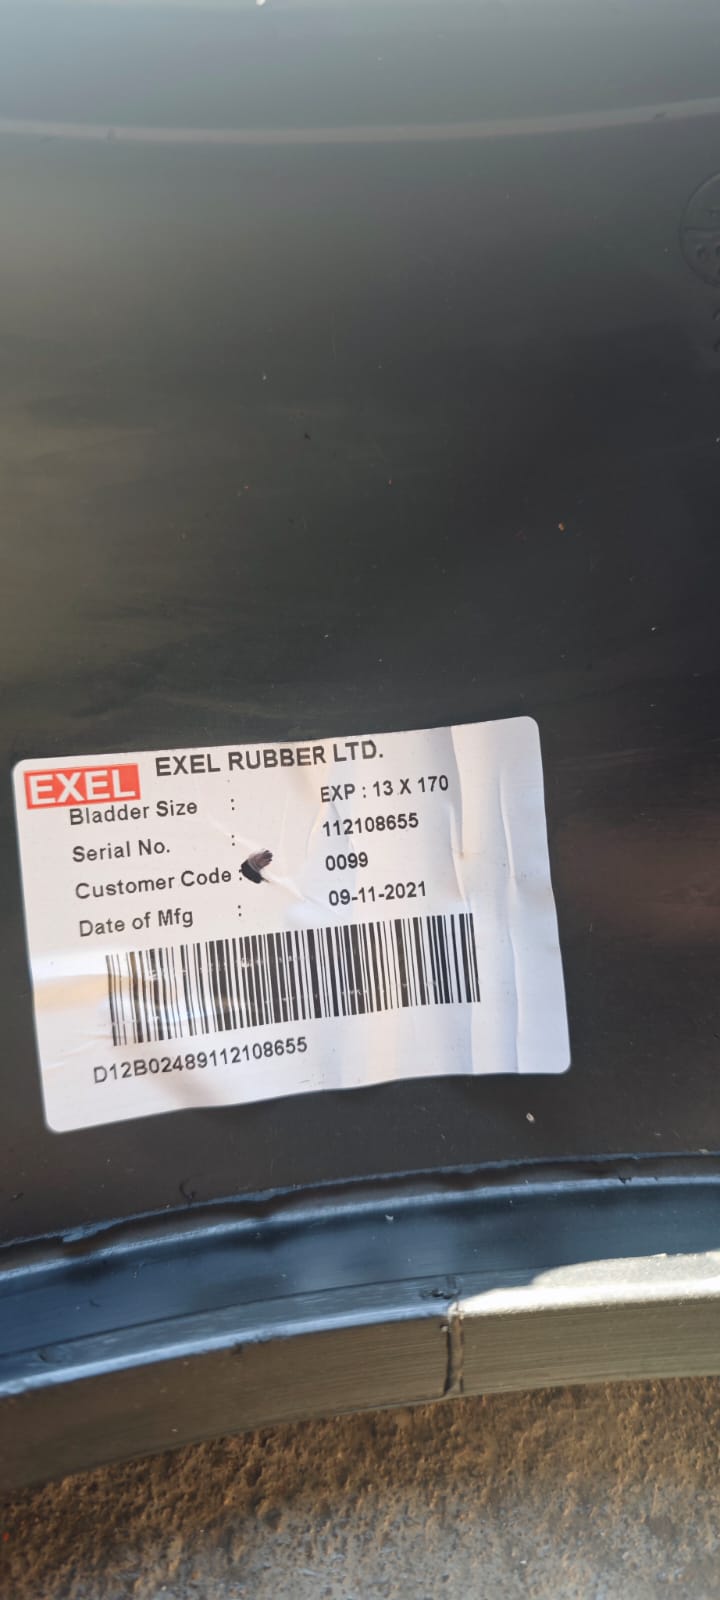 EXEL EXEL RUBBER LTD.
Bladder Size : EXP : 13 X 170
Serial No. : 112108655
Customer Code : 0099
Date of Mfg : 09-11-2021
D12B02489112108655